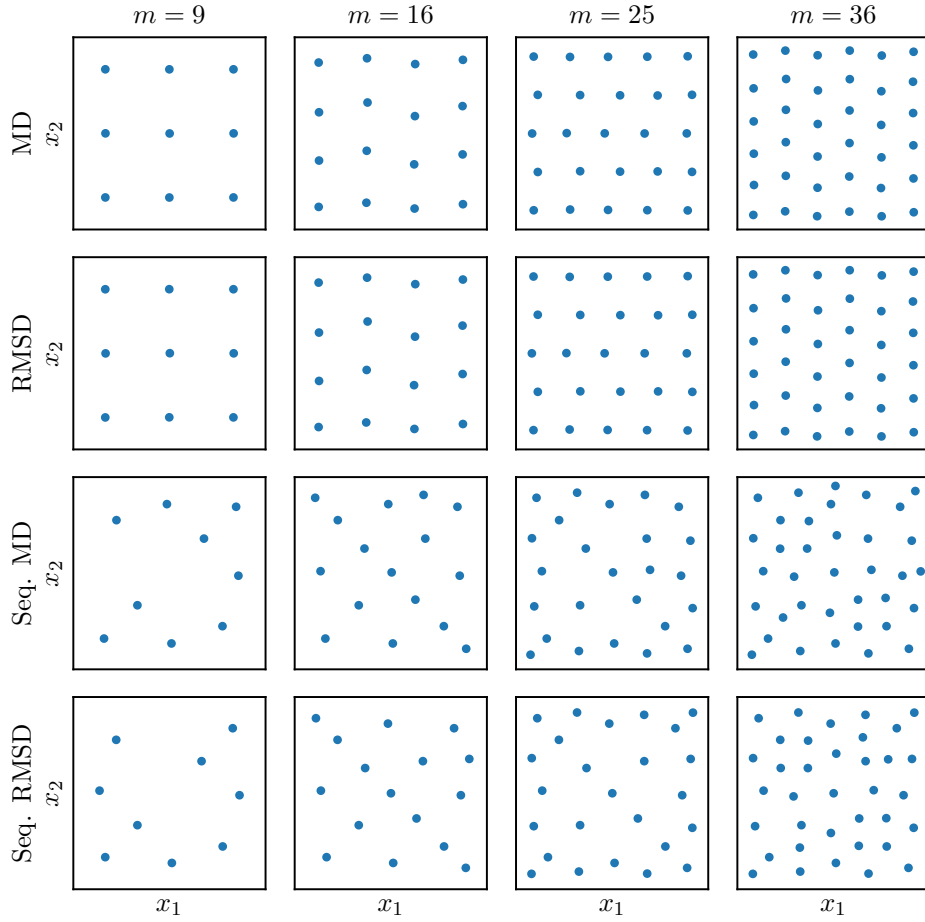 m = 9
m = 16
m = 25
m = 36
MD
x₂
RMSD
x₂
Seq. MD
x₂
Seq. RMSD
x₂
x₁
x₁
x₁
x₁